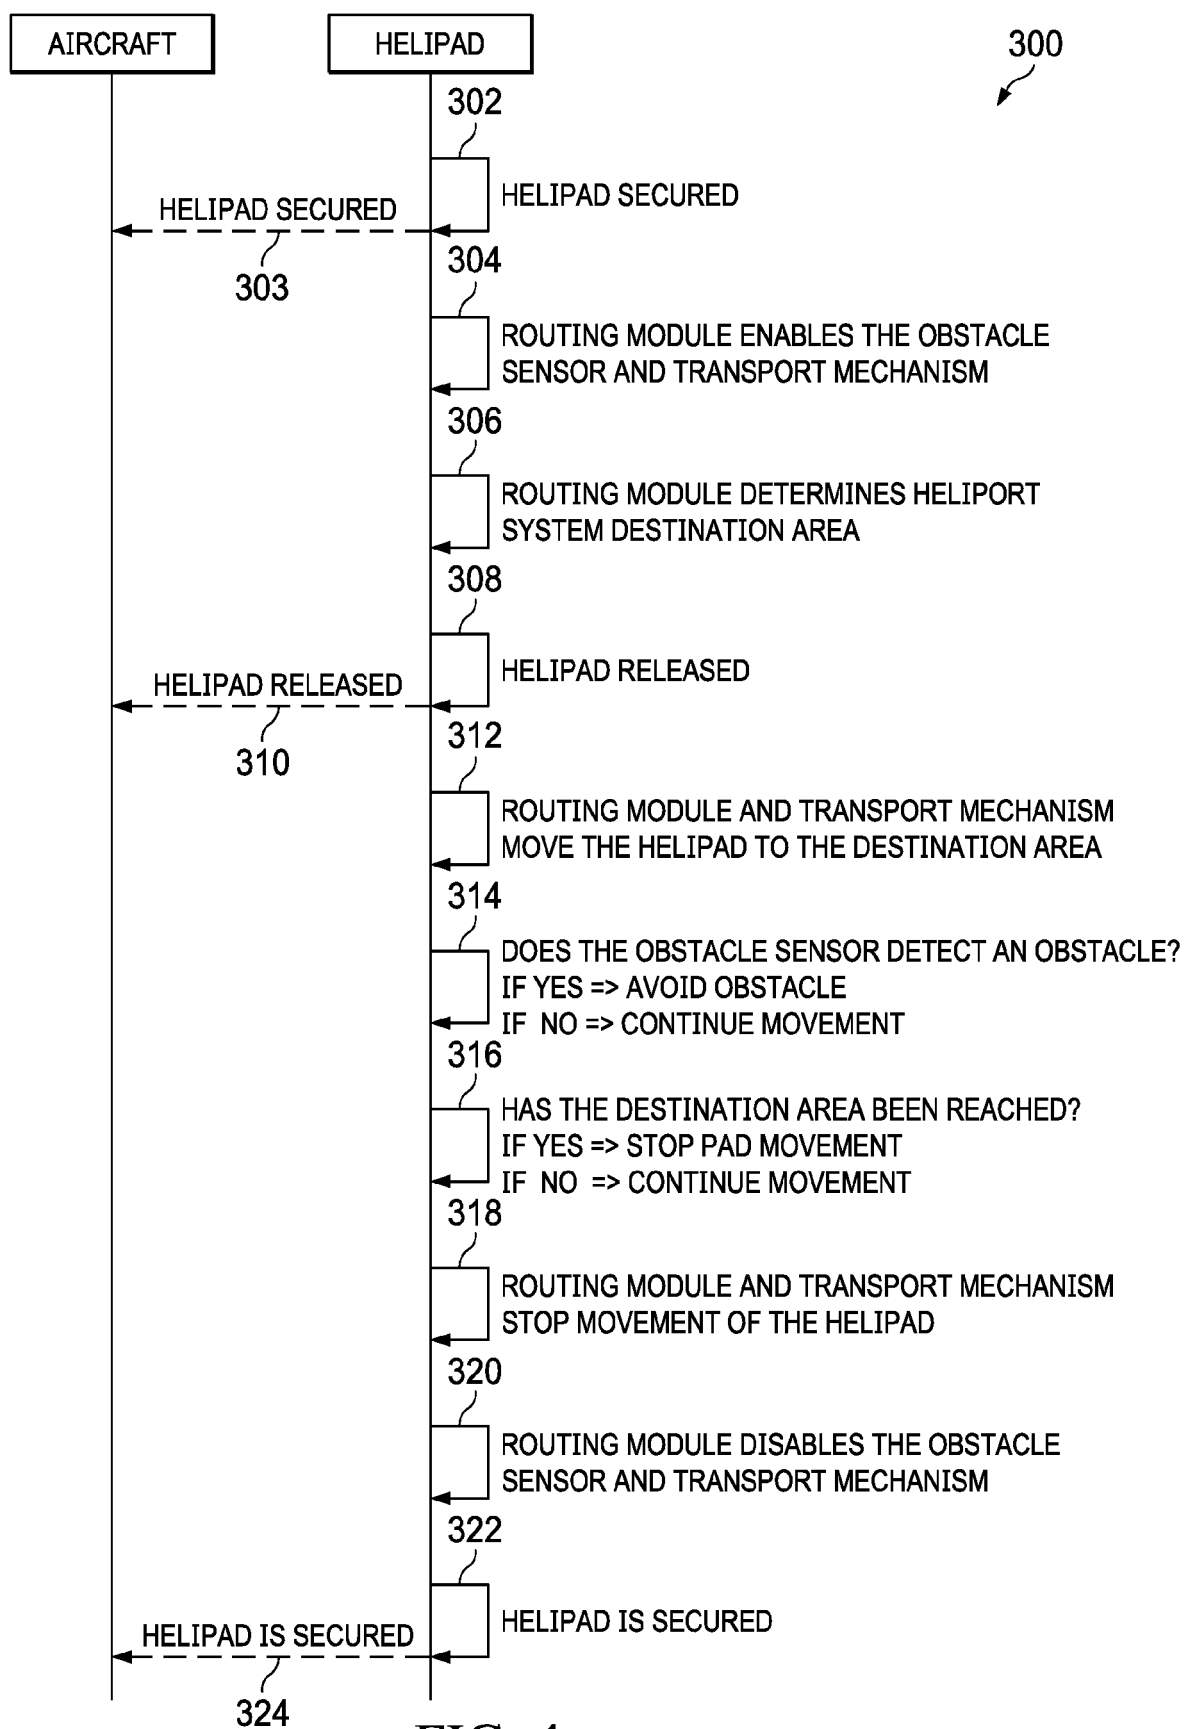 AIRCRAFT
HELIPAD
300
302
HELIPAD SECURED
HELIPAD SECURED
303
304
ROUTING MODULE ENABLES THE OBSTACLE
SENSOR AND TRANSPORT MECHANISM
306
ROUTING MODULE DETERMINES HELIPORT
SYSTEM DESTINATION AREA
308
HELIPAD RELEASED
HELIPAD RELEASED
310
312
ROUTING MODULE AND TRANSPORT MECHANISM
MOVE THE HELIPAD TO THE DESTINATION AREA
314
DOES THE OBSTACLE SENSOR DETECT AN OBSTACLE?
IF YES => AVOID OBSTACLE
IF NO => CONTINUE MOVEMENT
316
HAS THE DESTINATION AREA BEEN REACHED?
IF YES => STOP PAD MOVEMENT
IF NO => CONTINUE MOVEMENT
318
ROUTING MODULE AND TRANSPORT MECHANISM
STOP MOVEMENT OF THE HELIPAD
320
ROUTING MODULE DISABLES THE OBSTACLE
SENSOR AND TRANSPORT MECHANISM
322
HELIPAD IS SECURED
HELIPAD IS SECURED
324